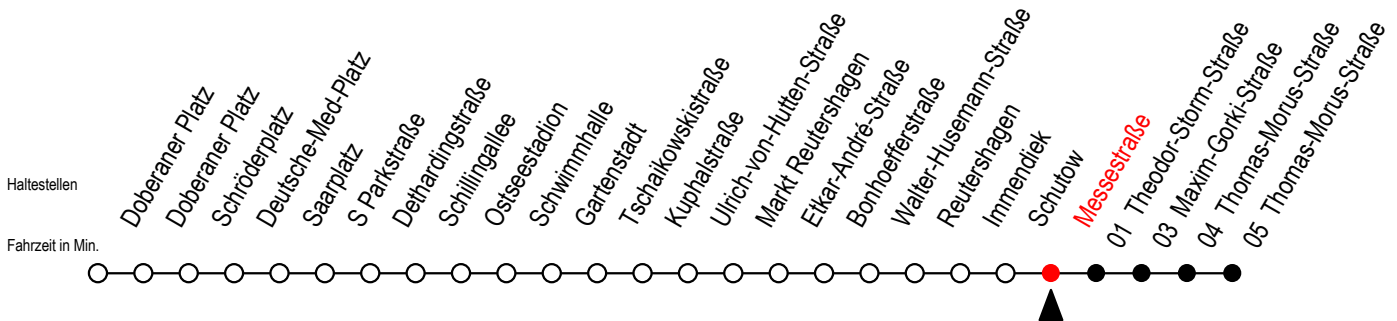 Haltestellen
Fahrzeit in Min.
Doberaner Platz
Doberaner Platz
Schröderplatz
Deutsche-Med-Platz
Saarplatz
S Parkstraße
Dethardingstraße
Schillingallee
Ostseestadion
Schwimmhalle
Gartenstadt
Tschaikowskistraße
Kuphalstraße
Ulrich-von-Hutten-Straße
Markt Reutershagen
Etkar-André-Straße
Bonhoefferstraße
Walter-Husemann-Straße
Reutershagen
Immendiek
Schutow
Messestraße
01 Theodor-Storm-Straße
03 Maxim-Gorki-Straße
04 Thomas-Morus-Straße
05 Thomas-Morus-Straße